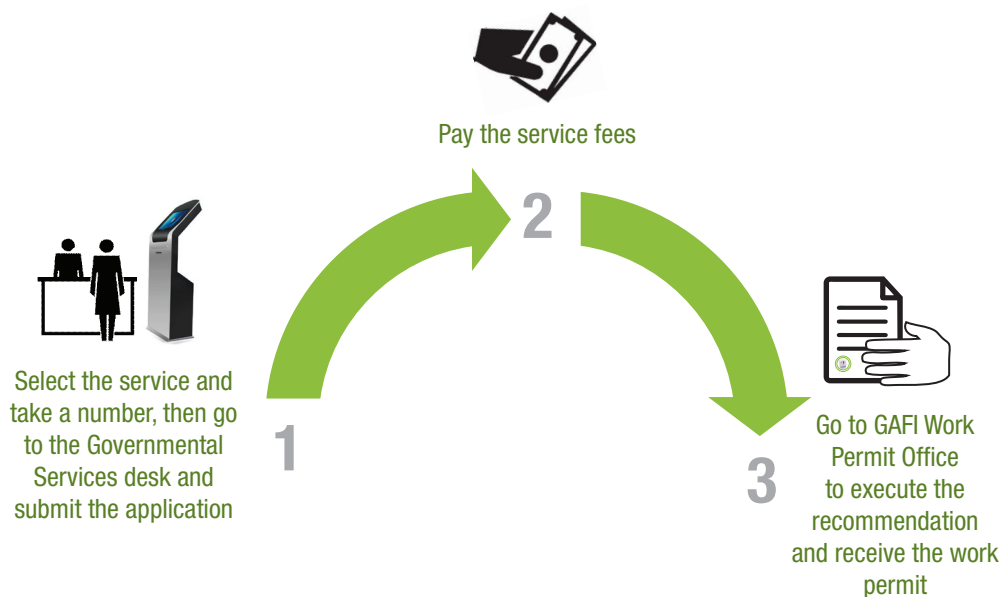 Select the service and
take a number, then go
to the Governmental
Services desk and
submit the application
1
Pay the service fees
2
3
Go to GAFI Work
Permit Office
to execute the
recommendation
and receive the work
permit